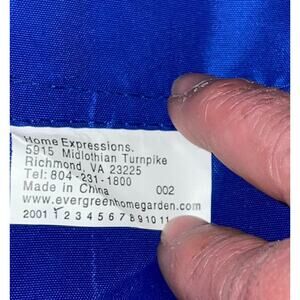 Home Expressions.
5915 Midlothian Turnpike
Richmond, VA 23225
Tel: 804-231-1800
Made in China 002
www.evergreenhomegarden.com
2001 1 2 3 4 5 6 7 8 9 10 11